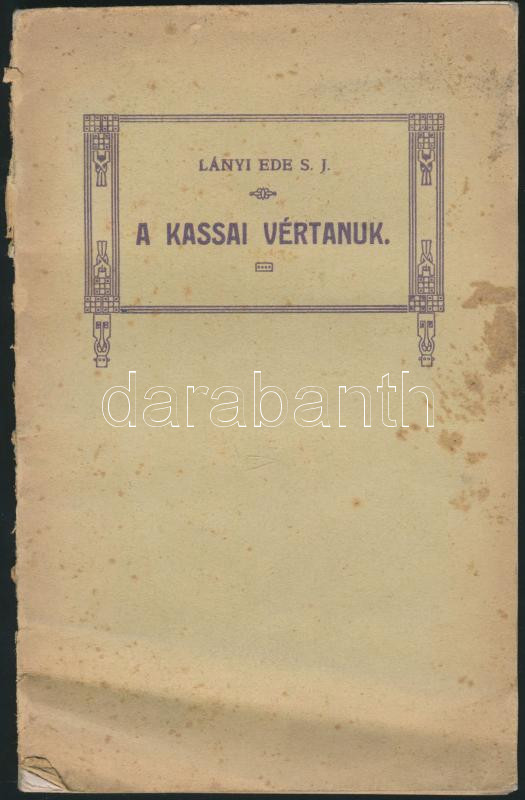 LÁNYI EDE S. J.
A KASSAI VÉRTANUK.
darabanth